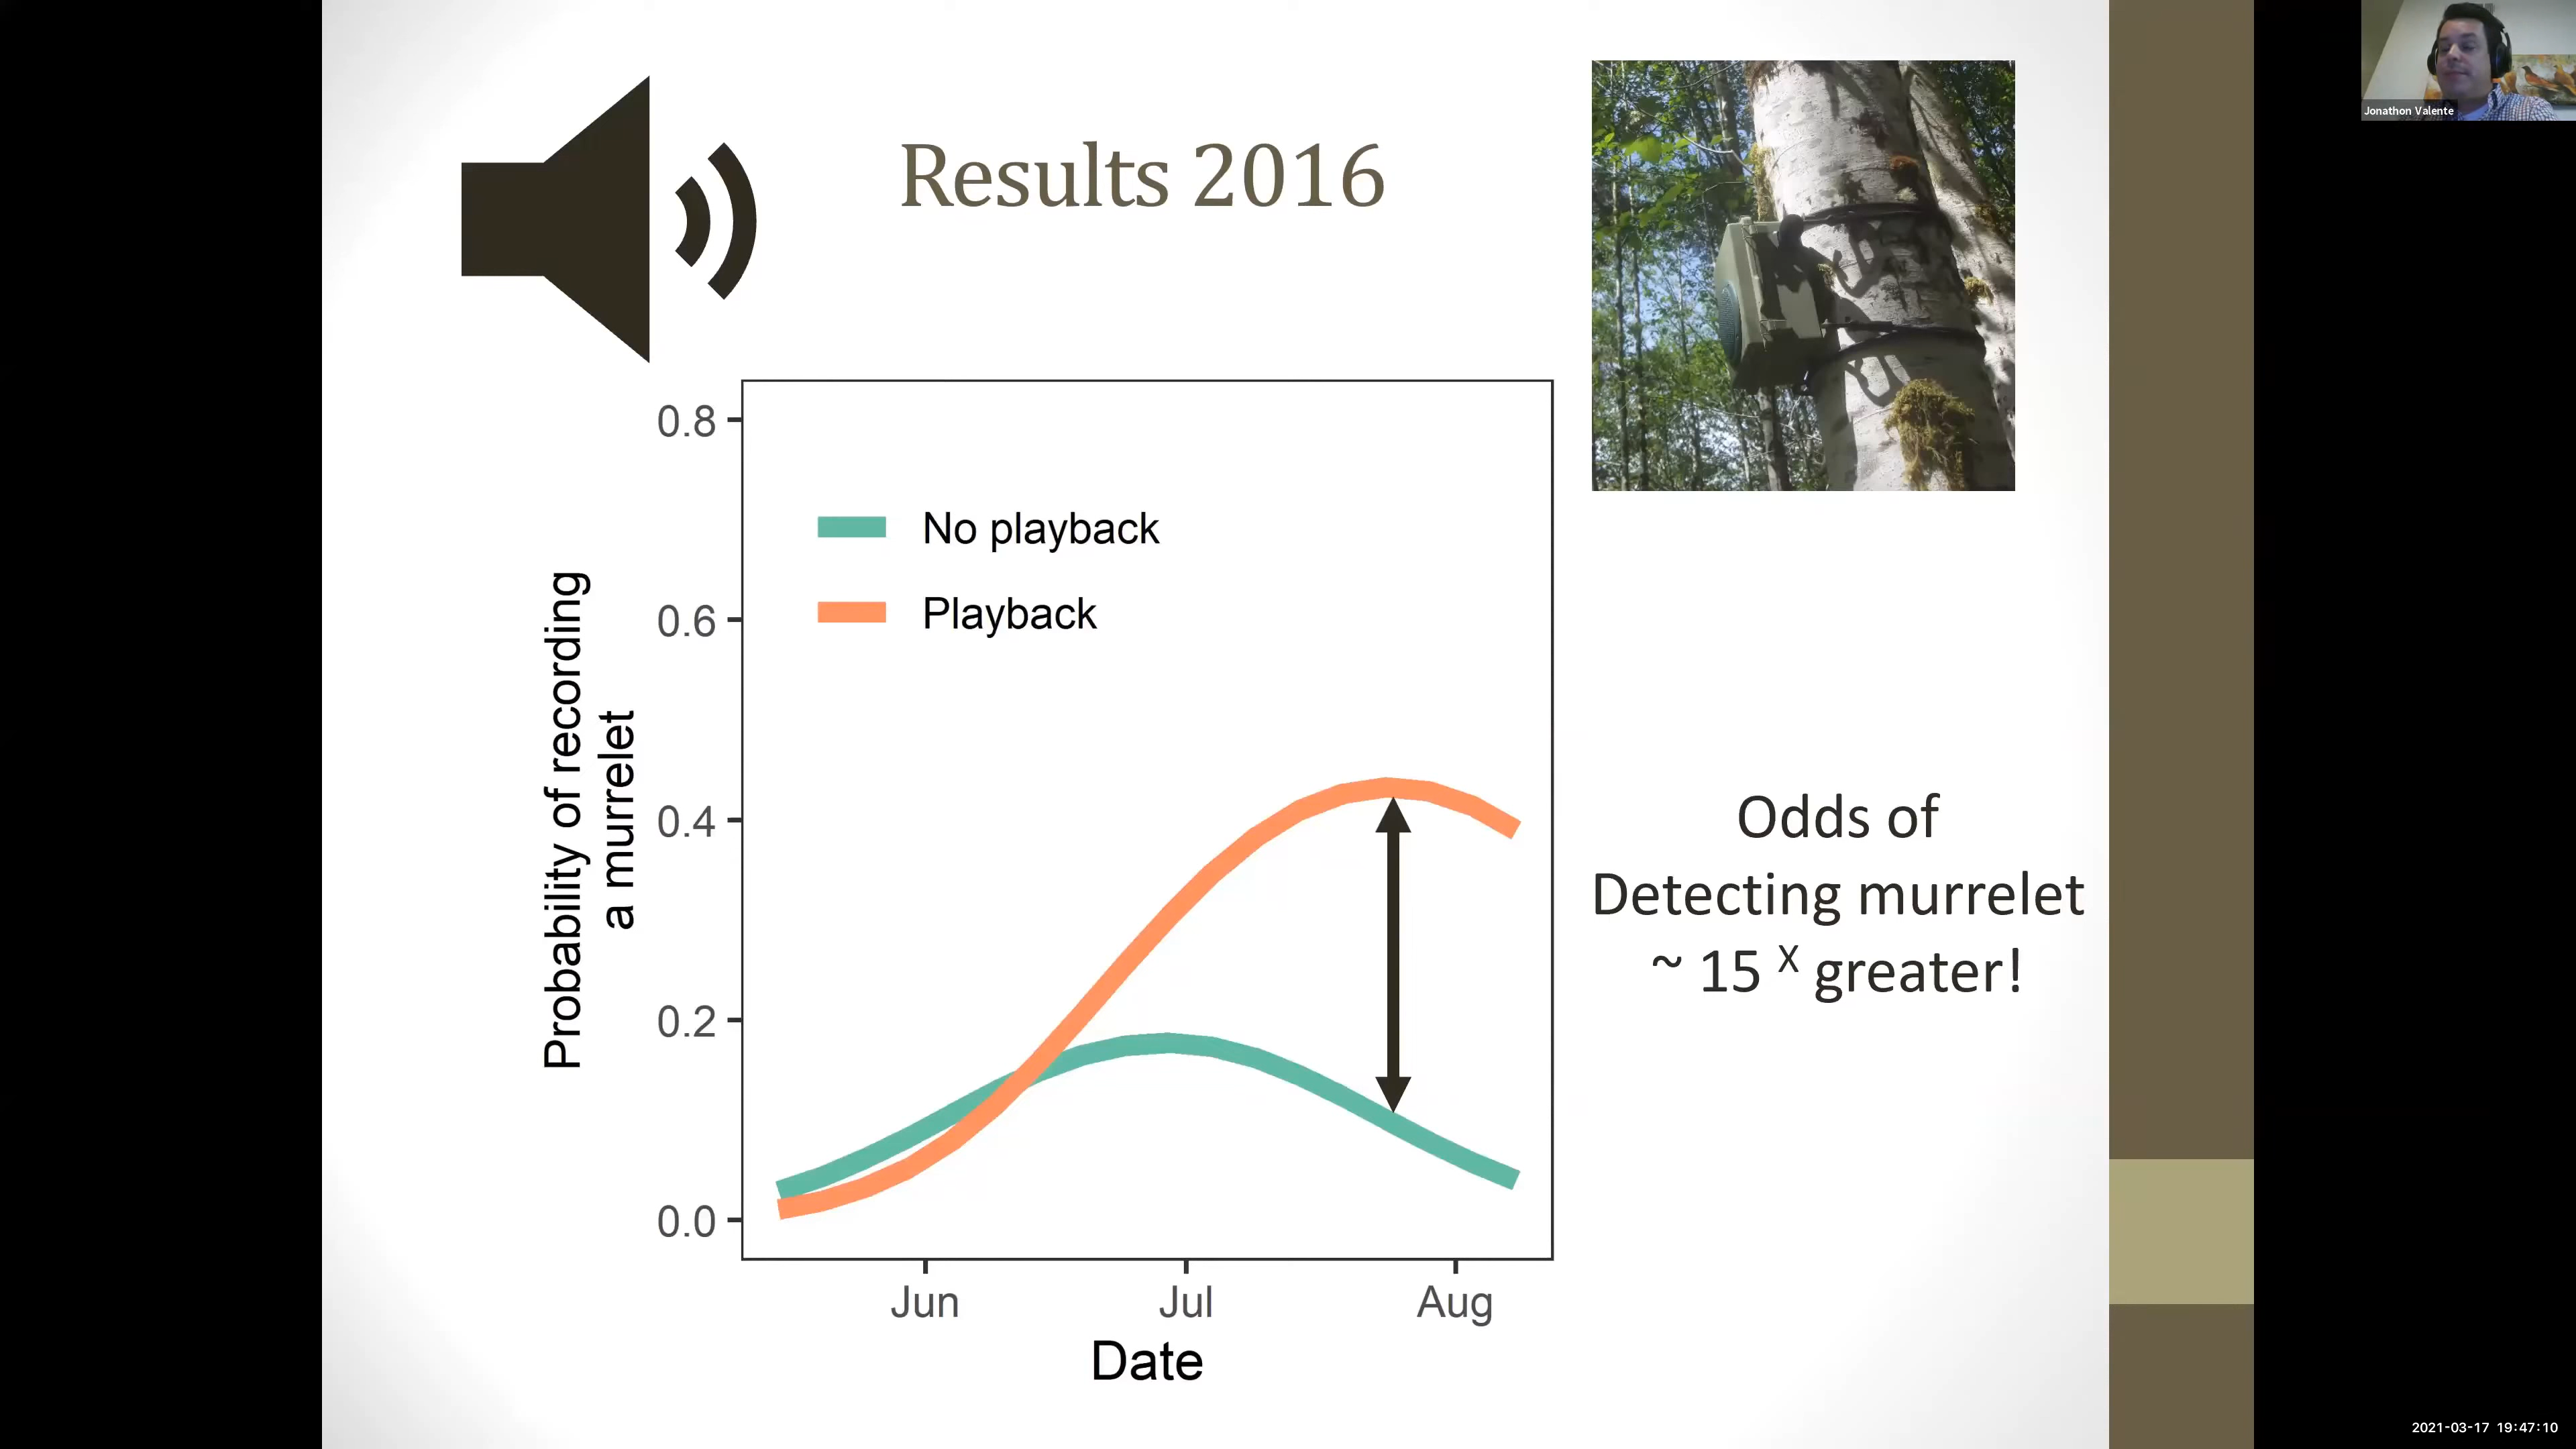 Results 2016
Jonathon Valente
0.8
0.6
0.4
0.2
0.0
No playback
Playback
Probability of recording
a murrelet
Jun
Jul
Aug
Date
Odds of
Detecting murrelet
~ 15 X greater!
2021-03-17 19:47:10